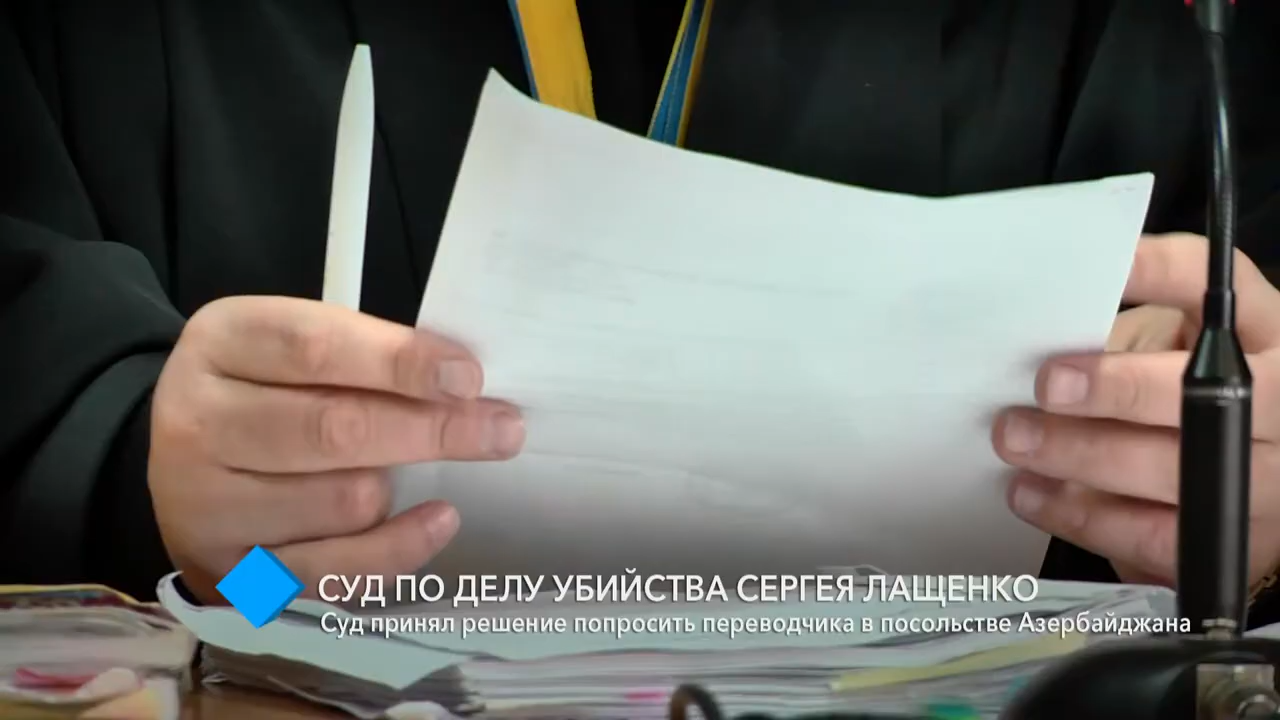 СУД ПО ДЕЛУ УБИЙСТВА СЕРГЕЯ ЛАЩЕНКО
Суд принял решение попросить переводчика в посольстве Азербайджана